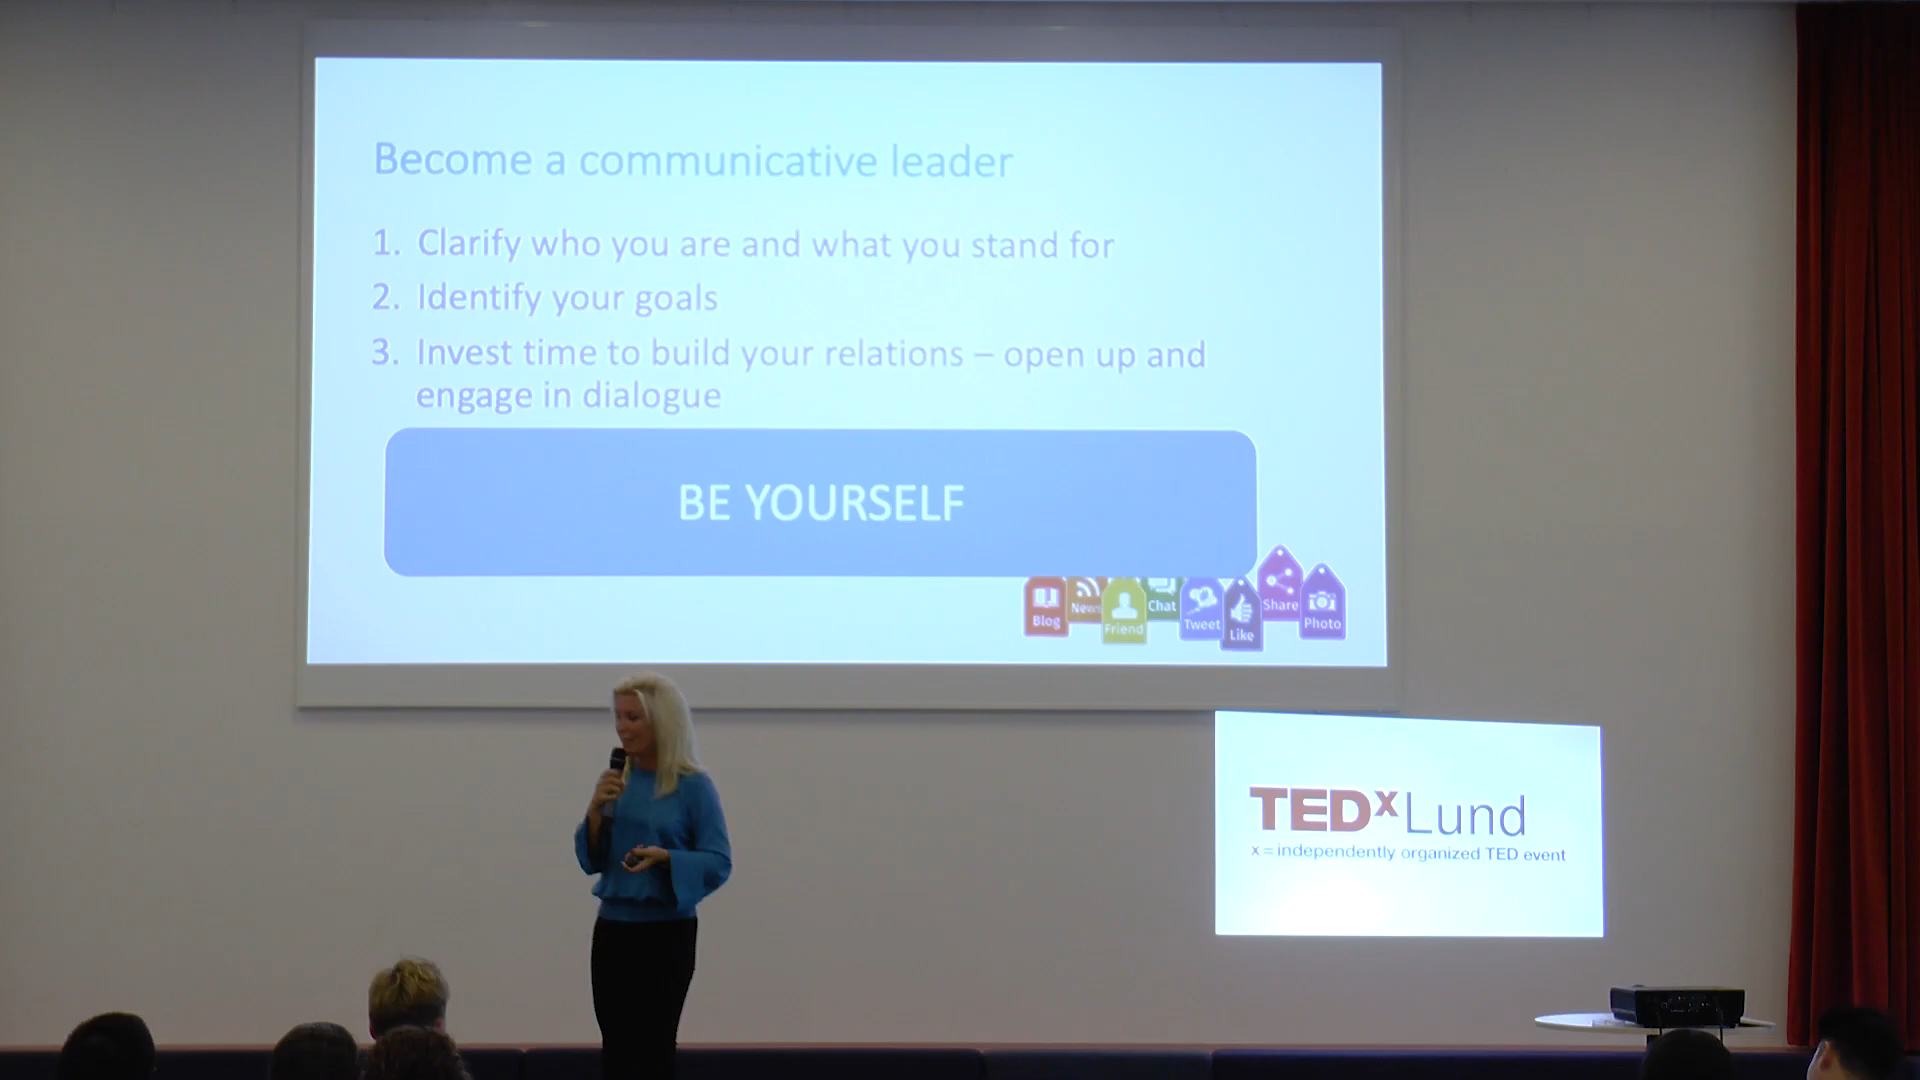 Become a communicative leader
1. Clarify who you are and what you stand for
2. Identify your goals
3. Invest time to build your relations – open up and
engage in dialogue
BE YOURSELF
Blog
News
Friend
Chat
Tweet
Like
Share
Photo
TEDxLund
x = independently organized TED event